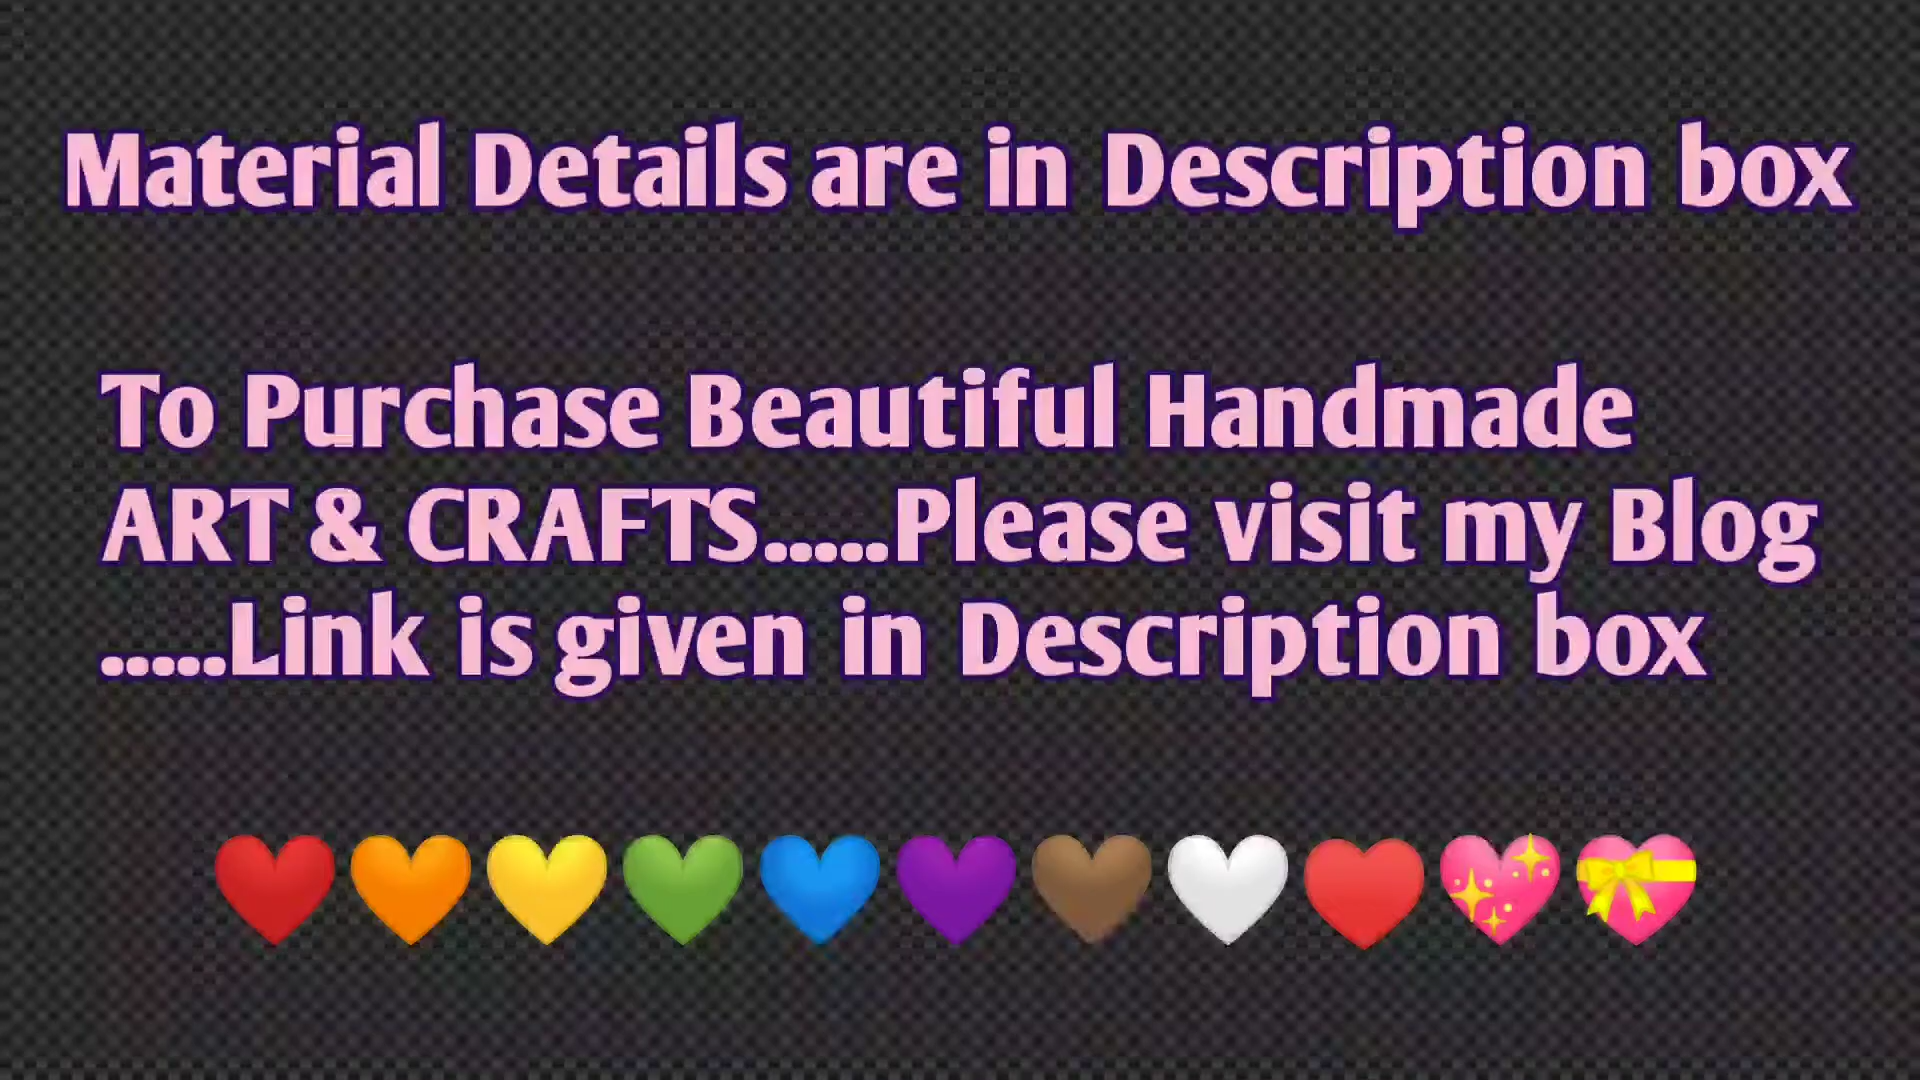 Material Details are in Description box
To Purchase Beautiful Handmade
ART & CRAFTS.....Please visit my Blog
.....Link is given in Description box